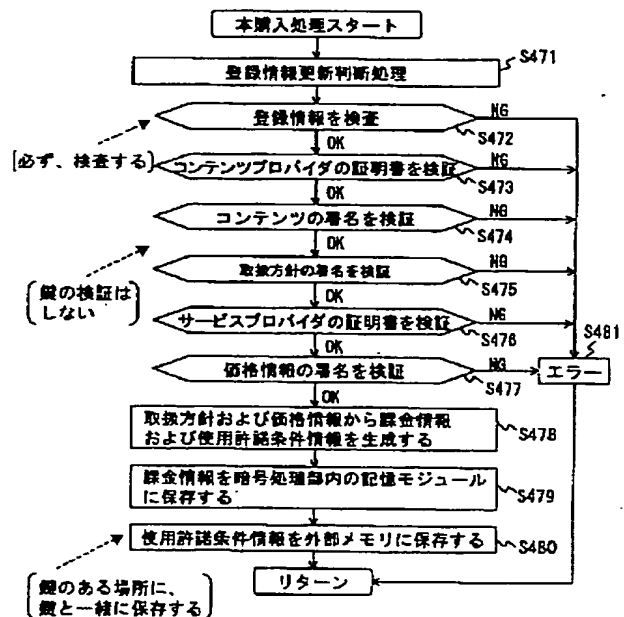 本購入処理スタート
登録情報更新判断処理
S471
登録情報を検査
NG
S472
OK
[必ず、検査する]
コンテンツプロバイダの証明書を検証
NG
S473
OK
コンテンツの署名を検証
NG
S474
OK
取扱方針の署名を検証
NG
S475
OK
鍵の検証は
しない
サービスプロバイダの証明書を検証
NG
S476
OK
価格情報の署名を検証
NG
S477
OK
S481
エラー
取扱方針および価格情報から課金情報
および使用許諾条件情報を生成する
S478
課金情報を暗号処理部内の記憶モジュール
に保存する
S479
使用許諾条件情報を外部メモリに保存する
S480
鍵のある場所に、
鍵と一緒に保存する
リターン